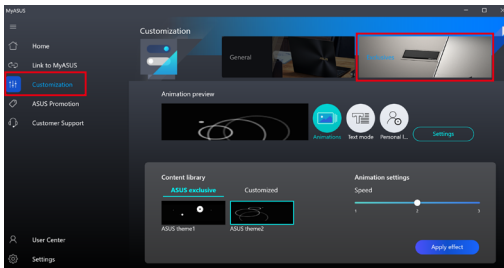 MyASUS
Customization
Home
General
Link to MyASUS
Customization
Animation preview
ASUS Promotion
Customer Support
Animations
Text mode
Personal I...
Settings
Content library
Animation settings
ASUS exclusive
Customized
Speed
1
2
3
ASUS theme1
ASUS theme2
User Center
Apply effect
Settings